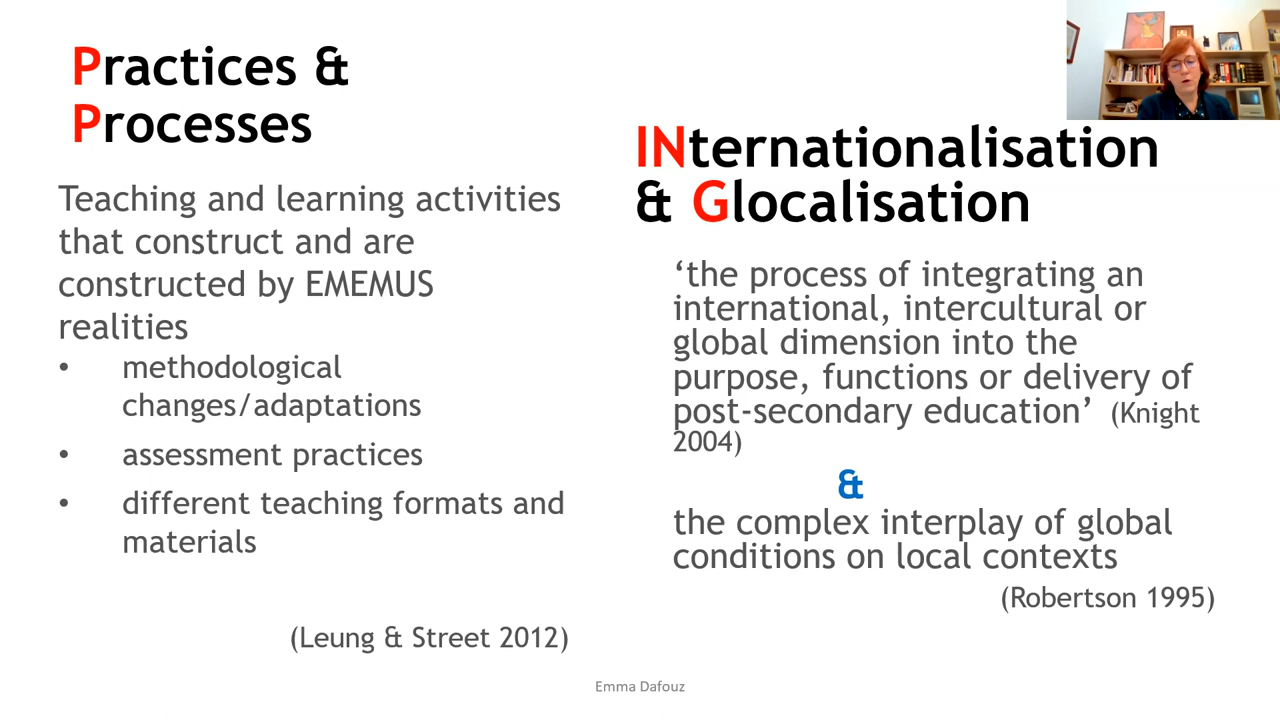 Practices &
Processes
Teaching and learning activities
that construct and are
constructed by EMEMUS
realities
• methodological
changes/adaptations
• assessment practices
• different teaching formats and
materials
(Leung & Street 2012)
INternationalisation
& Glocalisation
‘the process of integrating an
international, intercultural or
global dimension into the
purpose, functions or delivery of
post-secondary education’ (Knight
2004)
&
the complex interplay of global
conditions on local contexts
(Robertson 1995)
Emma Dafouz